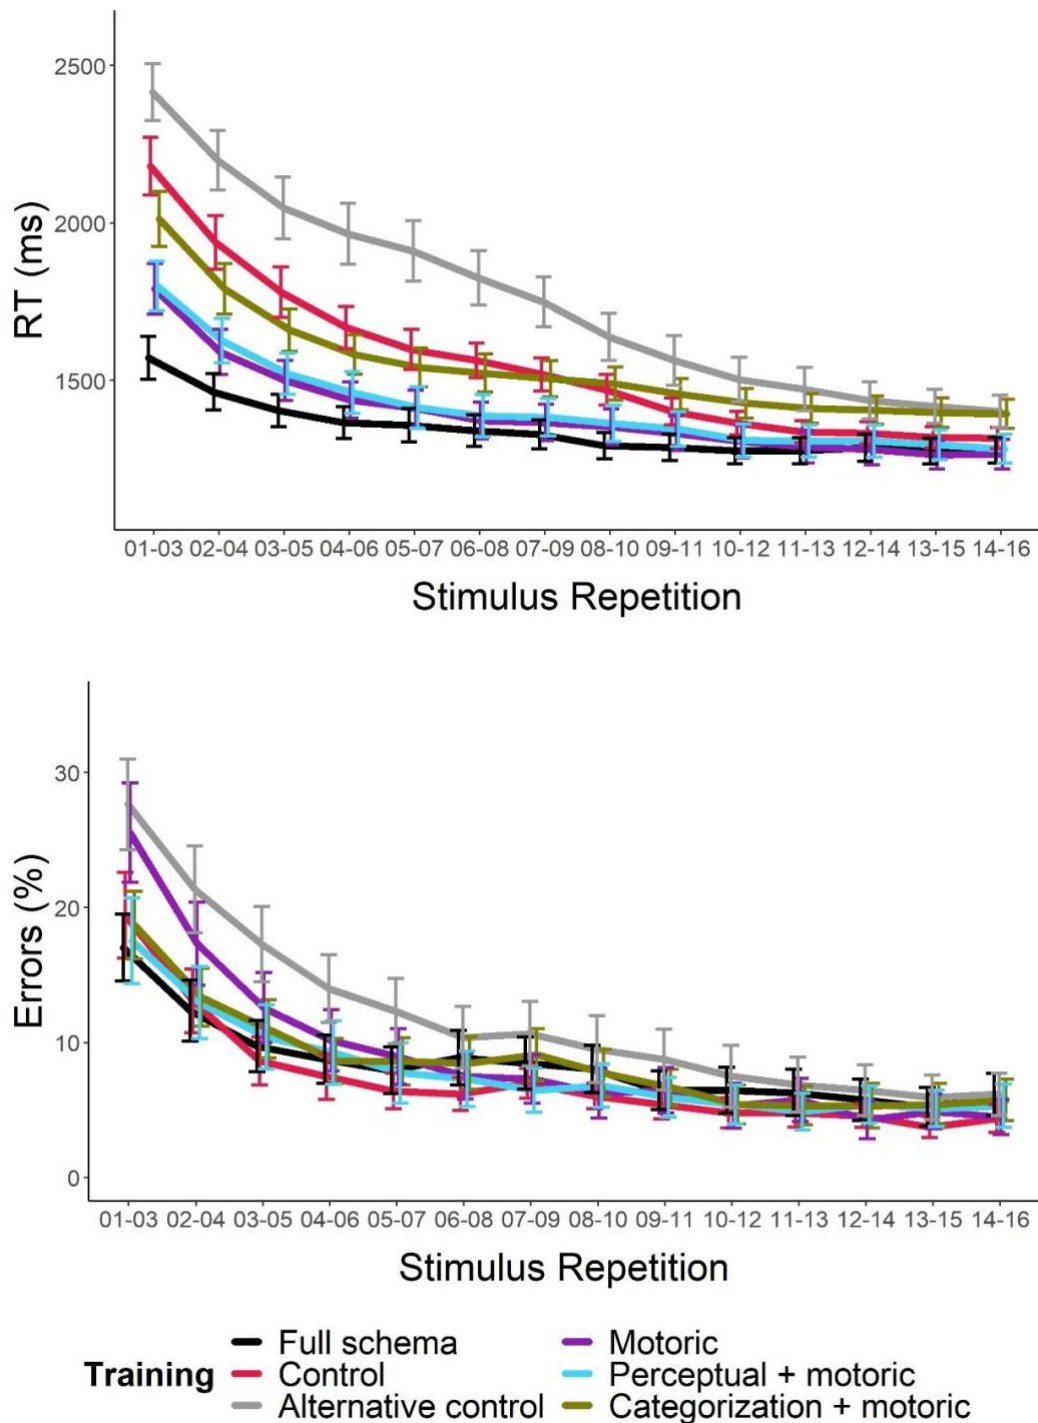 2500
2000
1500
RT (ms)
01-03 02-04 03-05 04-06 05-07 06-08 07-09 08-10 09-11 10-12 11-13 12-14 13-15 14-16
Stimulus Repetition
30
20
10
0
Errors (%)
01-03 02-04 03-05 04-06 05-07 06-08 07-09 08-10 09-11 10-12 11-13 12-14 13-15 14-16
Stimulus Repetition
Training
Full schema
Control
Alternative control
Motoric
Perceptual + motoric
Categorization + motoric